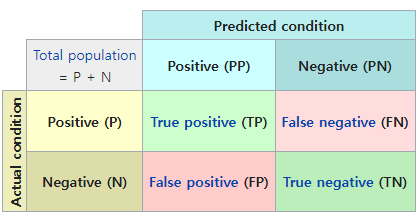 Predicted condition
Total population
= P + N
Positive (PP)
Negative (PN)
Actual condition
Positive (P)
True positive (TP)
False negative (FN)
Negative (N)
False positive (FP)
True negative (TN)